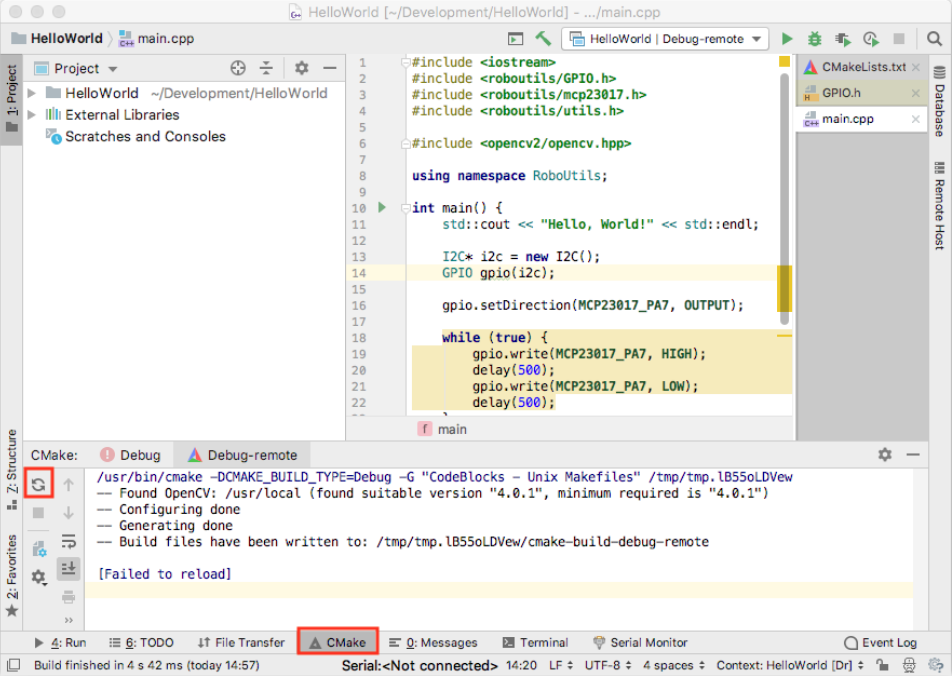 HelloWorld [~/Development/HelloWorld] - .../main.cpp
HelloWorld
main.cpp
HelloWorld | Debug-remote
1: Project
Project
HelloWorld ~/Development/HelloWorld
External Libraries
Scratches and Consoles
1 #include <iostream>
2 #include <roboutils/GPIO.h>
3 #include <roboutils/mcp23017.h>
4 #include <roboutils/utils.h>
5
6 #include <opencv2/opencv.hpp>
7
8 using namespace RoboUtils;
9
10 int main() {
11 std::cout << "Hello, World!" << std::endl;
12
13 I2C* i2c = new I2C();
14 GPIO gpio(i2c);
15
16 gpio.setDirection(MCP23017_PA7, OUTPUT);
17
18 while (true) {
19 gpio.write(MCP23017_PA7, HIGH);
20 delay(500);
21 gpio.write(MCP23017_PA7, LOW);
22 delay(500);
f main
CMakeLists.txt
GPIO.h
main.cpp
Database
Remote Host
Z: Structure
2: Favorites
CMake: Debug Debug-remote
/usr/bin/cmake -DCMAKE_BUILD_TYPE=Debug -G "CodeBlocks - Unix Makefiles" /tmp/tmp.lB55oLDVew
-- Found OpenCV: /usr/local (found suitable version "4.0.1", minimum required is "4.0.1")
-- Configuring done
-- Generating done
-- Build files have been written to: /tmp/tmp.lB55oLDVew/cmake-build-debug-remote
[Failed to reload]
4: Run 6: TODO File Transfer CMake 0: Messages Terminal Serial Monitor Event Log
Build finished in 4 s 42 ms (today 14:57) Serial:<Not connected> 14:20 LF UTF-8 4 spaces Context: HelloWorld [Dr]